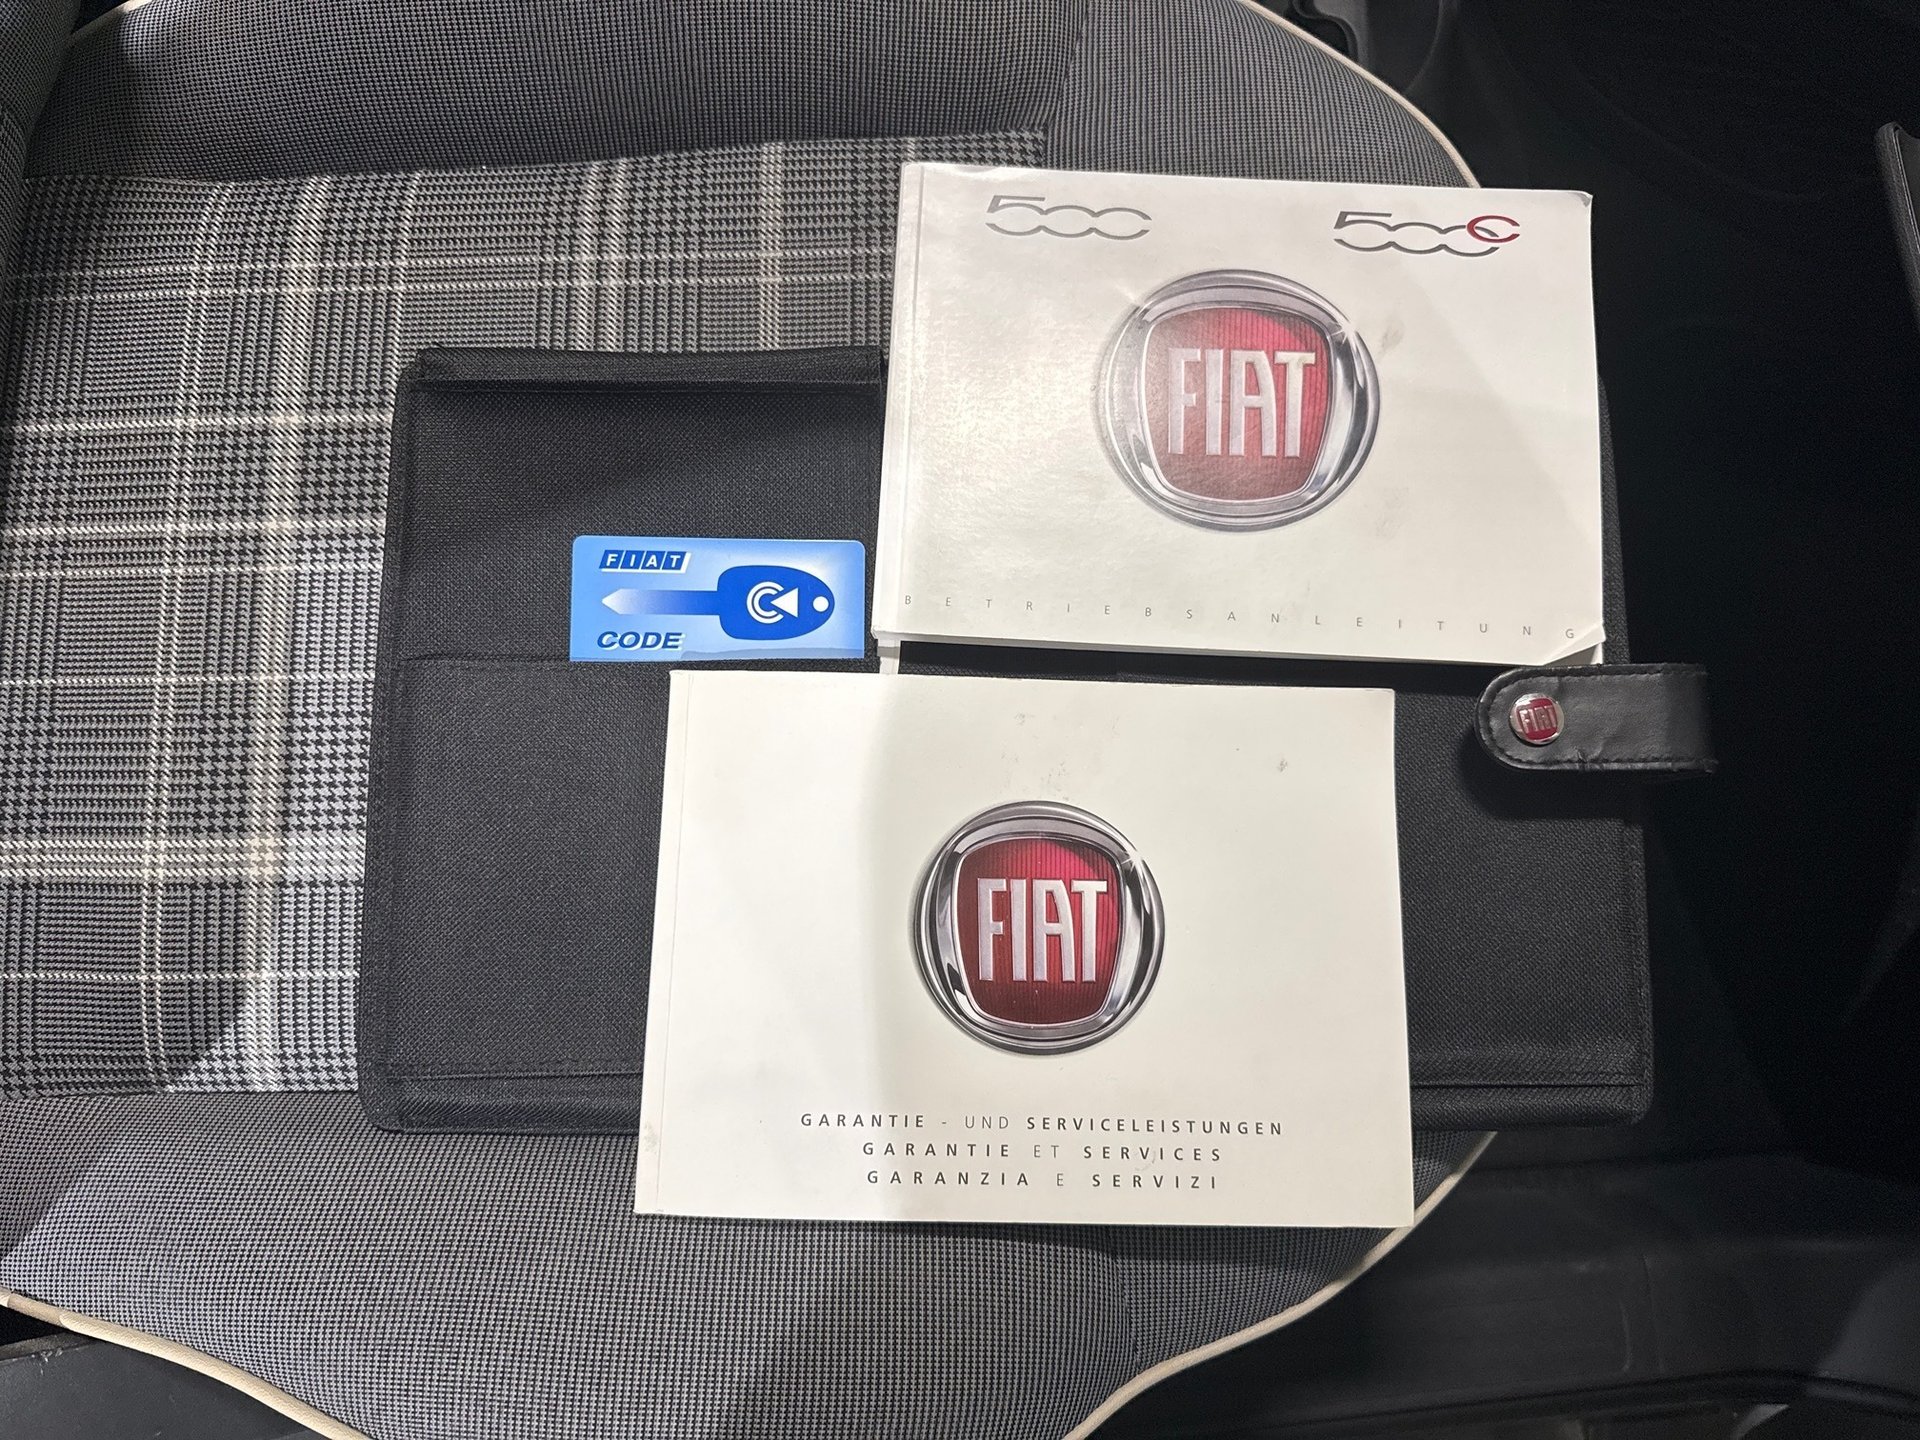 500
500C
FIAT
BETRIEBSANLEITUNG
FIAT
CODE
FIAT
FIAT
GARANTIE - UND SERVICELEISTUNGEN
GARANTIE ET SERVICES
GARANZIA E SERVIZI